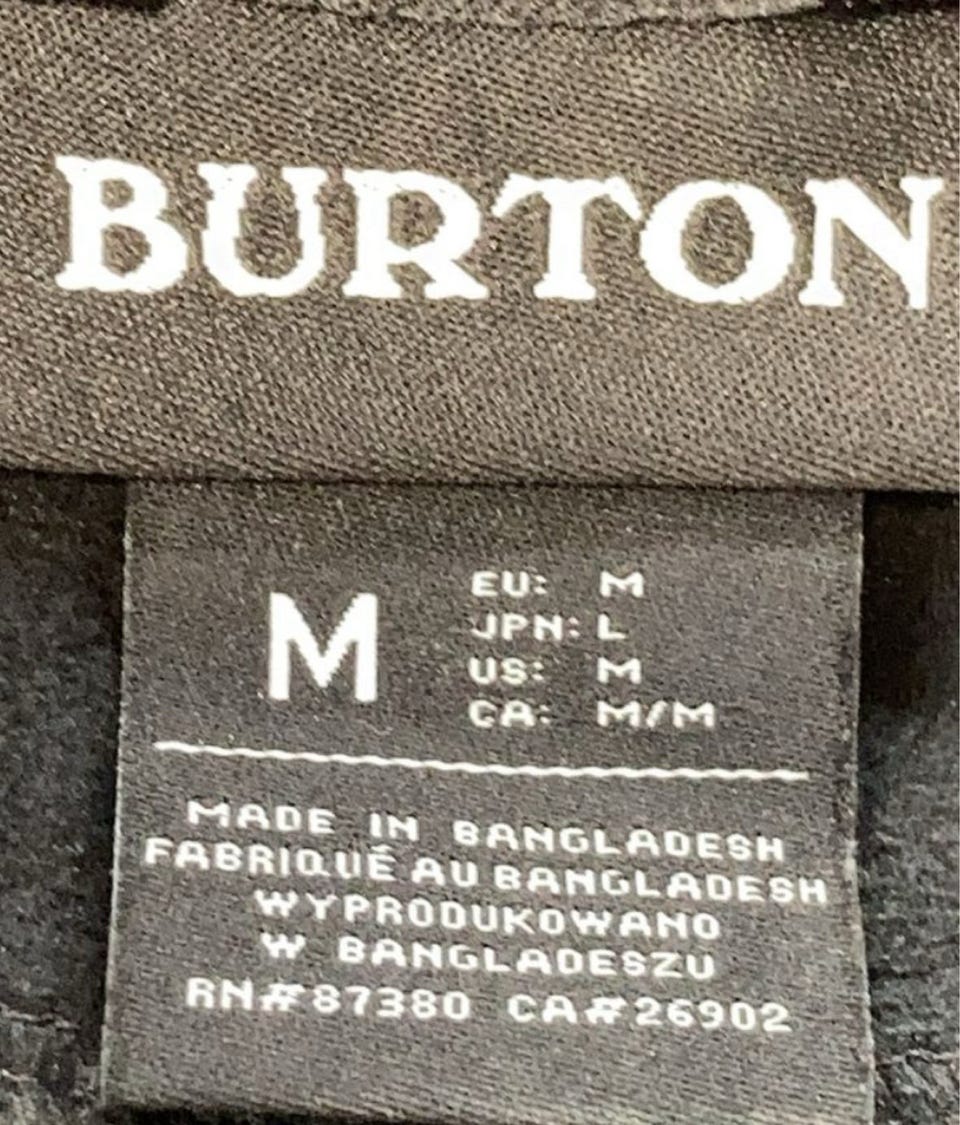 BURTON
M
EU: M
JPN: L
US: M
CA: M/M
MADE IN BANGLADESH
FABRIQUÉ AU BANGLADESH
WYPRODUKOWANO
W BANGLADESZU
RN#87380 CA#26902